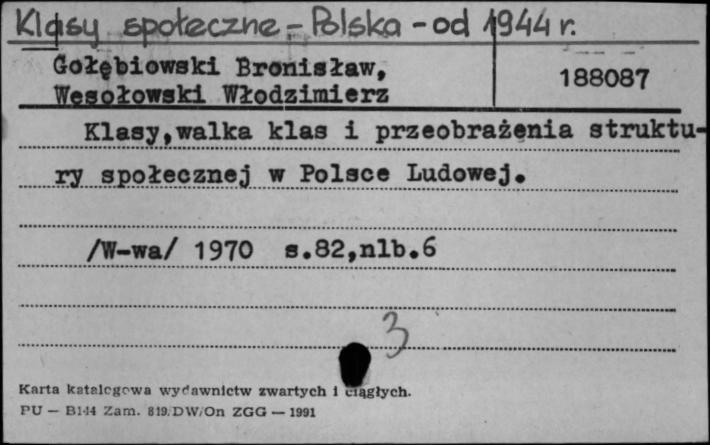 Klasy społeczne - Polska - od 1944 r.
Gołębiowski Bronisław,
Wesołowski Włodzimierz
188087
Klasy,walka klas i przeobrażenia struktu-
ry społecznej w Polsce Ludowej.
/W-wa/ 1970 s.82,nlb.6
3
Karta katalogowa wydawnictw zwartych i ciągłych.
PU — B144 Zam. 819/DW/On ZGG — 1991